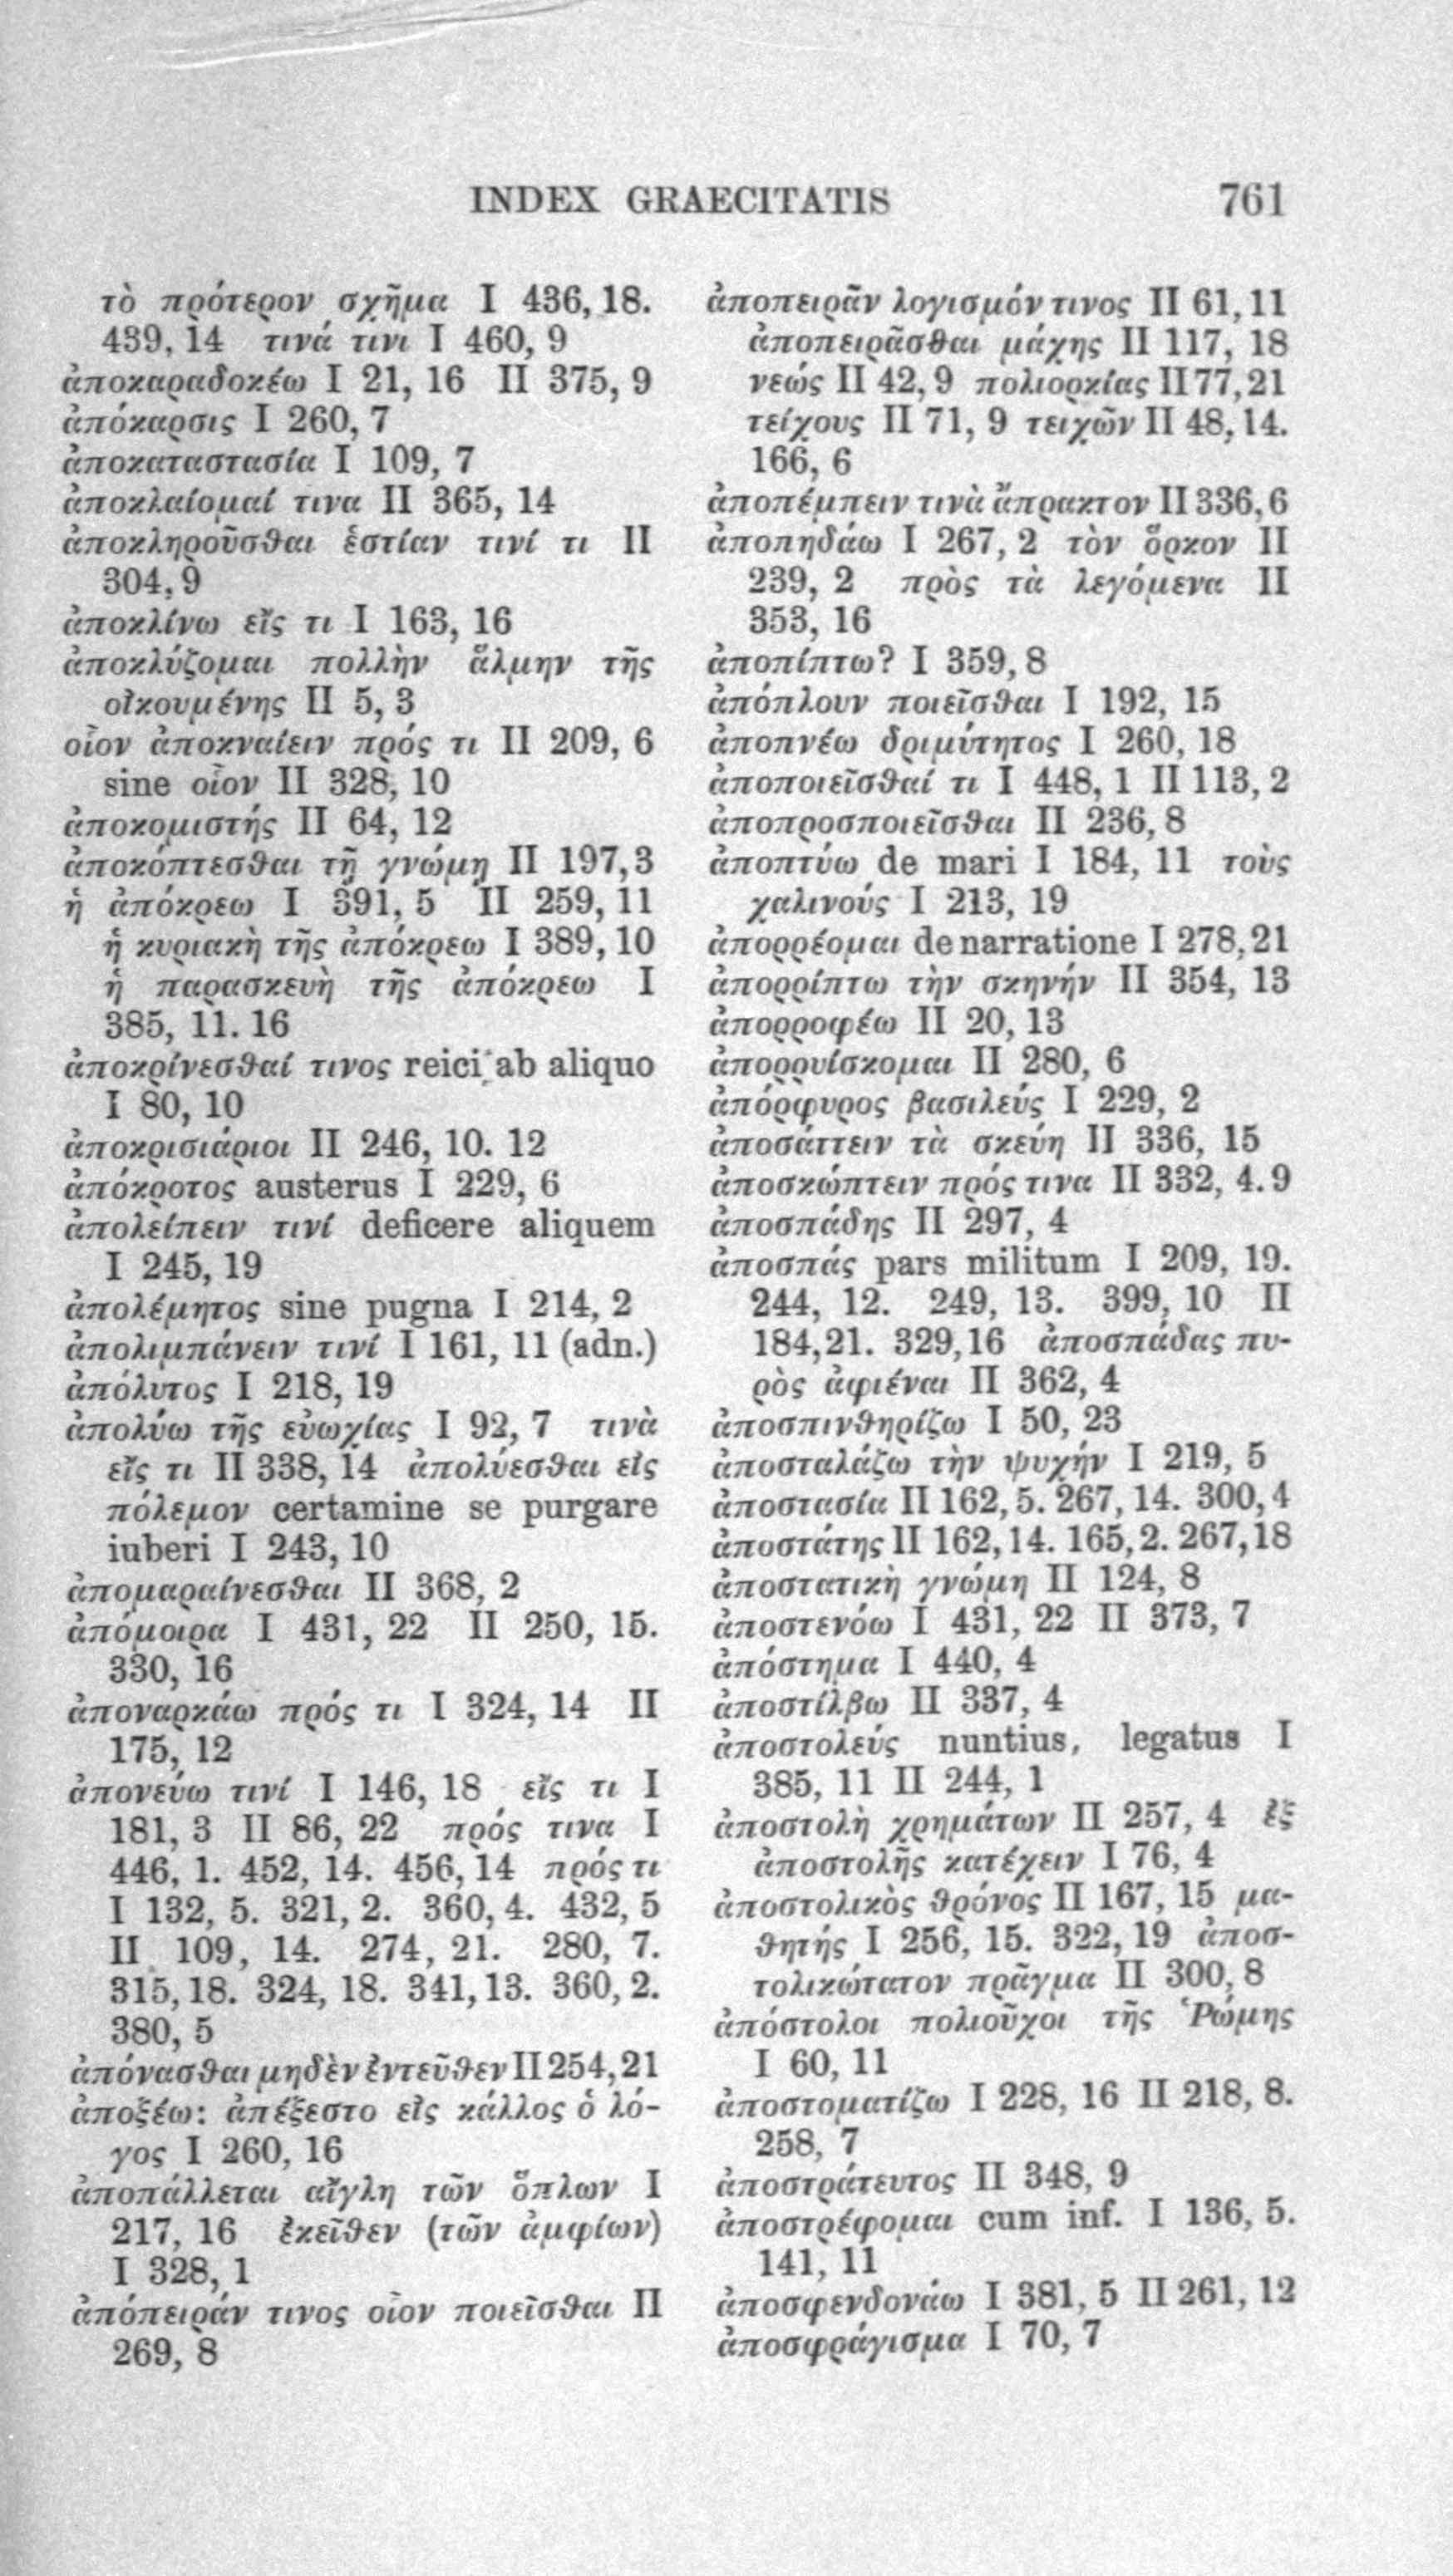 INDEX GRAECITATIS 761
τὸ πρότερον σχῆμα I 436, 18.
439, 14 τινά τινι I 460, 9
ἀποκαραδοκέω I 21, 16 II 375, 9
ἀπόκαρσις I 260, 7
ἀποκαταστασία I 109, 7
ἀποκλαίομαί τινα II 365, 14
ἀποκληροῦσθαι ἑστίαν τινί τι II
304, 9
ἀποκλίνω εἴς τι I 163, 16
ἀποκλύζομαι πολλὴν ἅλμην τῆς
οἰκουμένης II 5, 3
οἷον ἀποκναίειν πρός τι II 209, 6
sine οἷον II 328, 10
ἀποκομιστής II 64, 12
ἀποκόπτεσθαι τῇ γνώμῃ II 197, 3
ἡ ἀπόκρεω I 391, 5 II 259, 11
ἡ κυριακὴ τῆς ἀπόκρεω I 389, 10
ἡ παρασκευὴ τῆς ἀπόκρεω I
385, 11. 16
ἀποκρίνεσθαί τινος reici ab aliquo
I 80, 10
ἀποκρισιάριοι II 246, 10. 12
ἀπόκροτος austerus I 229, 6
ἀπολείπειν τινί deficere aliquem
I 245, 19
ἀπολέμητος sine pugna I 214, 2
ἀπολιμπάνειν τινί I 161, 11 (adn.)
ἀπόλυτος I 218, 19
ἀπολύω τῆς εὐωχίας I 92, 7 τινὰ
εἴς τι II 338, 14 ἀπολύεσθαι εἰς
πόλεμον certamine se purgare
iuberi I 243, 10
ἀπομαραίνεσθαι II 368, 2
ἀπόμοιρα I 431, 22 II 250, 15.
330, 16
ἀποναρκάω πρός τι I 324, 14 II
175, 12
ἀπονεύω τινί I 146, 18 εἴς τι I
181, 3 II 86, 22 πρός τινα I
446, 1. 452, 14. 456, 14 πρός τι
I 132, 5. 321, 2. 360, 4. 432, 5
II 109, 14. 274, 21. 280, 7.
315, 18. 324, 18. 341, 13. 360, 2.
380, 5
ἀπόνασθαι μηδὲν ἐντεῦθεν II 254, 21
ἀποξέω: ἀπέξεστο εἰς κάλλος ὁ λό-
γος I 260, 16
ἀποπάλλεται αἴγλη τῶν ὅπλων I
217, 16 ἐκεῖθεν (τῶν ἀμφίων)
I 328, 1
ἀπόπειράν τινος οἷον ποιεῖσθαι II
269, 8
ἀποπειρᾶν λογισμόν τινος II 61, 11
ἀποπειρᾶσθαι μάχης II 117, 18
νεώς II 42, 9 πολιορκίας II 77, 21
τείχους II 71, 9 τειχῶν II 48, 14.
166, 6
ἀποπέμπειν τινὰ ἄπρακτον II 336, 6
ἀποπηδάω I 267, 2 τὸν ὅρκον II
239, 2 πρὸς τὰ λεγόμενα II
353, 16
ἀποπίπτω? I 359, 8
ἀπόπλουν ποιεῖσθαι I 192, 15
ἀποπνέω δριμύτητος I 260, 18
ἀποποιεῖσθαί τι I 448, 1 II 113, 2
ἀποπροσποιεῖσθαι II 236, 8
ἀποπτύω de mari I 184, 11 τοὺς
χαλινούς I 213, 19
ἀπορρέομαι de narratione I 278, 21
ἀπορρίπτω τὴν σκηνήν II 354, 13
ἀπορροφέω II 20, 13
ἀπορρυΐσκομαι II 280, 6
ἀπόρφυρος βασιλεύς I 229, 2
ἀποσάττειν τὰ σκεύη II 336, 15
ἀποσκώπτειν πρός τινα II 332, 4. 9
ἀποσπάδης II 297, 4
ἀποσπάς pars militum I 209, 19.
244, 12. 249, 13. 399, 10 II
184, 21. 329, 16 ἀποσπάδας πυ-
ρὸς ἀφιέναι II 362, 4
ἀποσπινθηρίζω I 50, 23
ἀποσταλάζω τὴν ψυχήν I 219, 5
ἀποστασία II 162, 5. 267, 14. 300, 4
ἀποστάτης II 162, 14. 165, 2. 267, 18
ἀποστατικὴ γνώμη II 124, 8
ἀποστενόω I 431, 22 II 373, 7
ἀπόστημα I 440, 4
ἀποστίλβω II 337, 4
ἀποστολεύς nuntius, legatus I
385, 11 II 244, 1
ἀποστολὴ χρημάτων II 257, 4 ἐξ
ἀποστολῆς κατέχειν I 76, 4
ἀποστολικὸς θρόνος II 167, 15 μα-
θητής I 256, 15. 322, 19 ἀποσ-
τολικώτατον πρᾶγμα II 300, 8
ἀπόστολοι πολιοῦχοι τῆς Ῥώμης
I 60, 11
ἀποστοματίζω I 228, 16 II 218, 8.
258, 7
ἀποστράτευτος II 348, 9
ἀποστρέφομαι cum inf. I 136, 5.
141, 11
ἀποσφενδονάω I 381, 5 II 261, 12
ἀποσφράγισμα I 70, 7